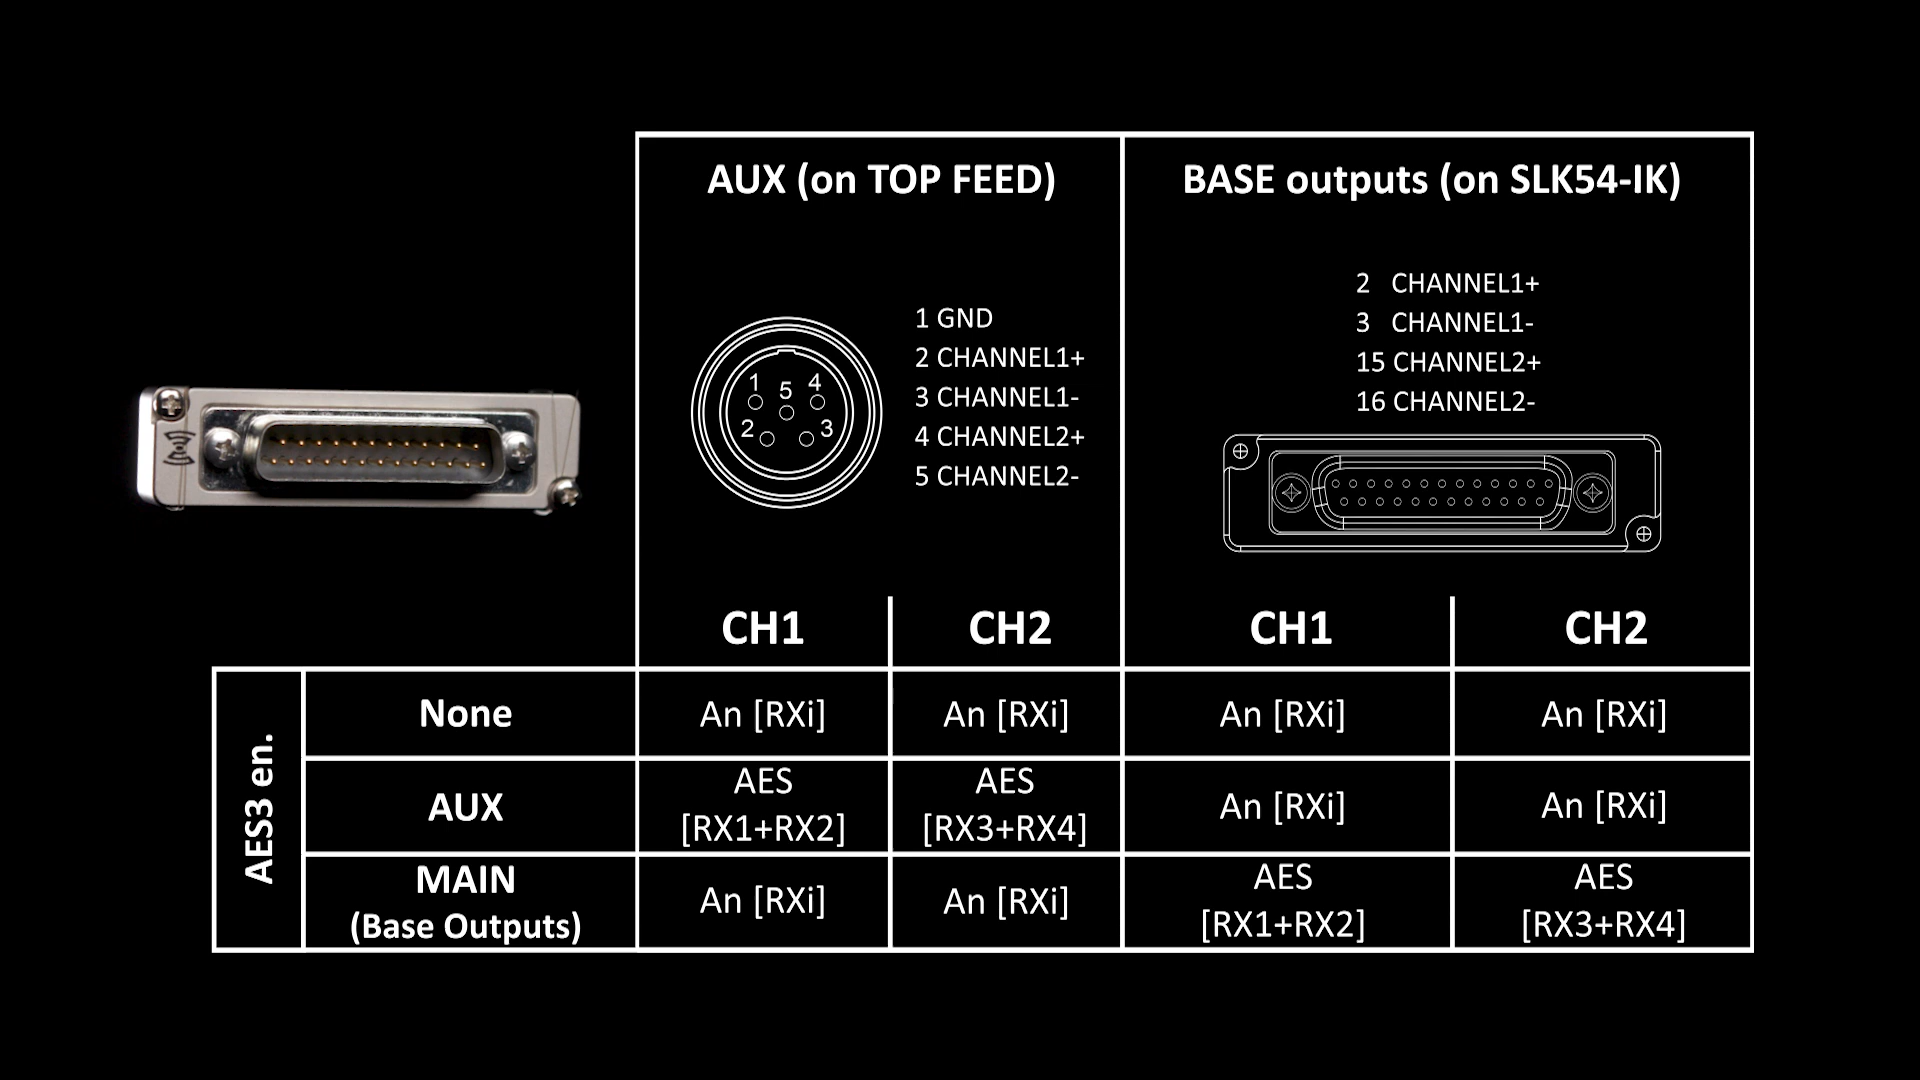 AUX (on TOP FEED)
BASE outputs (on SLK54-IK)
1 GND
2 CHANNEL1+
3 CHANNEL1-
4 CHANNEL2+
5 CHANNEL2-
1
5
4
2
3
2 CHANNEL1+
3 CHANNEL1-
15 CHANNEL2+
16 CHANNEL2-
CH1
CH2
CH1
CH2
AES3 en.
None
An [RXi]
An [RXi]
An [RXi]
An [RXi]
AUX
AES
[RX1+RX2]
AES
[RX3+RX4]
An [RXi]
An [RXi]
MAIN
(Base Outputs)
An [RXi]
An [RXi]
AES
[RX1+RX2]
AES
[RX3+RX4]